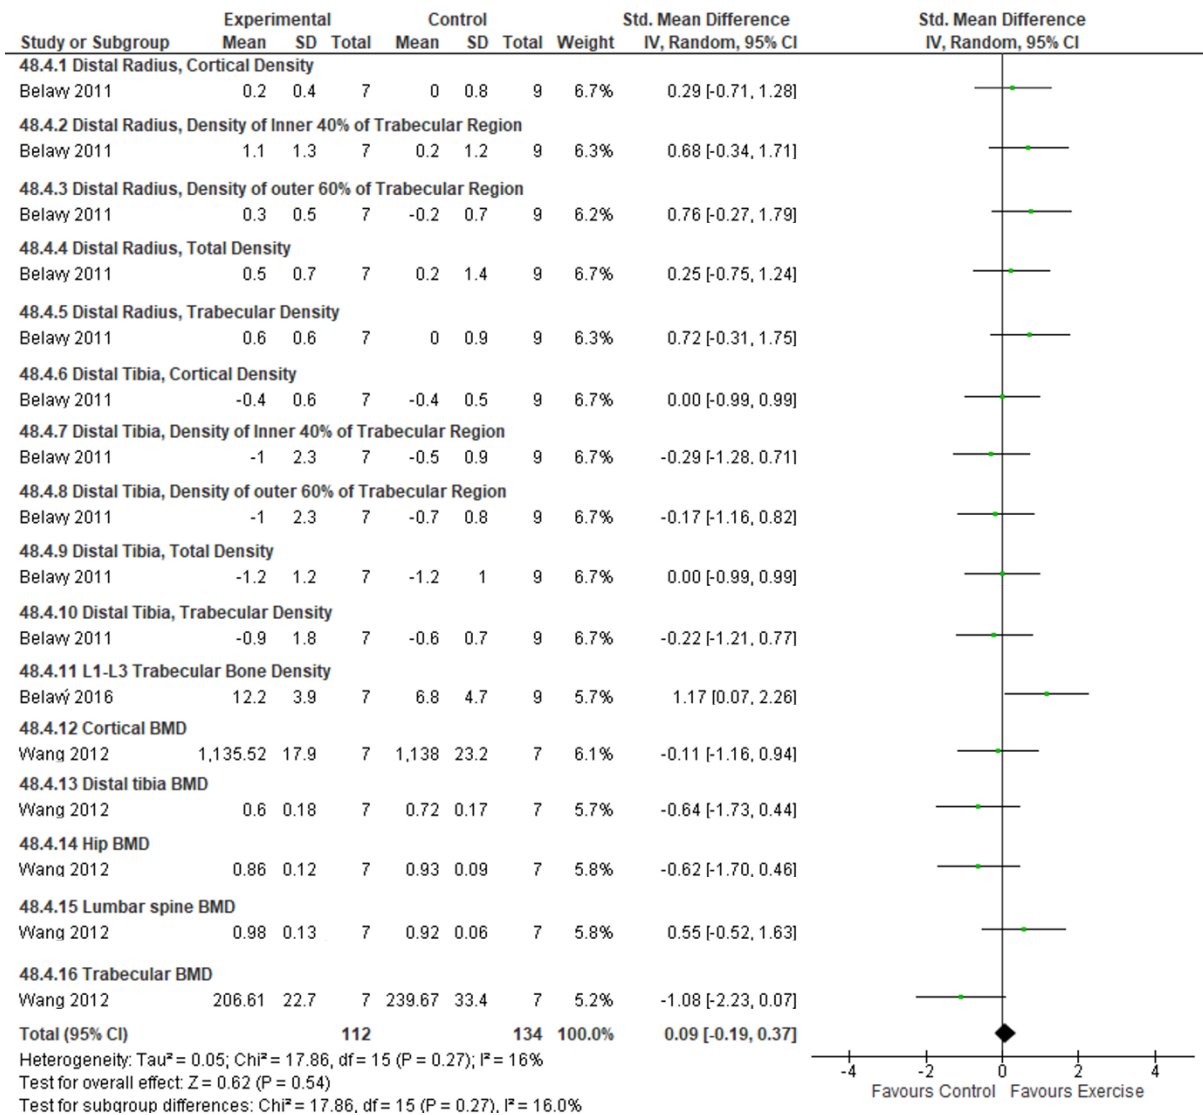 Experimental Control Std. Mean Difference Std. Mean Difference
Study or Subgroup Mean SD Total Mean SD Total Weight IV, Random, 95% CI IV, Random, 95% CI
48.4.1 Distal Radius, Cortical Density
Belavy 2011 0.2 0.4 7 0 0.8 9 6.7% 0.29 [-0.71, 1.28]
48.4.2 Distal Radius, Density of Inner 40% of Trabecular Region
Belavy 2011 1.1 1.3 7 0.2 1.2 9 6.3% 0.68 [-0.34, 1.71]
48.4.3 Distal Radius, Density of outer 60% of Trabecular Region
Belavy 2011 0.3 0.5 7 -0.2 0.7 9 6.2% 0.76 [-0.27, 1.79]
48.4.4 Distal Radius, Total Density
Belavy 2011 0.5 0.7 7 0.2 1.4 9 6.7% 0.25 [-0.75, 1.24]
48.4.5 Distal Radius, Trabecular Density
Belavy 2011 0.6 0.6 7 0 0.9 9 6.3% 0.72 [-0.31, 1.75]
48.4.6 Distal Tibia, Cortical Density
Belavy 2011 -0.4 0.6 7 -0.4 0.5 9 6.7% 0.00 [-0.99, 0.99]
48.4.7 Distal Tibia, Density of Inner 40% of Trabecular Region
Belavy 2011 -1 2.3 7 -0.5 0.9 9 6.7% -0.29 [-1.28, 0.71]
48.4.8 Distal Tibia, Density of outer 60% of Trabecular Region
Belavy 2011 -1 2.3 7 -0.7 0.8 9 6.7% -0.17 [-1.16, 0.82]
48.4.9 Distal Tibia, Total Density
Belavy 2011 -1.2 1.2 7 -1.2 1 9 6.7% 0.00 [-0.99, 0.99]
48.4.10 Distal Tibia, Trabecular Density
Belavy 2011 -0.9 1.8 7 -0.6 0.7 9 6.7% -0.22 [-1.21, 0.77]
48.4.11 L1-L3 Trabecular Bone Density
Belavý 2016 12.2 3.9 7 6.8 4.7 9 5.7% 1.17 [0.07, 2.26]
48.4.12 Cortical BMD
Wang 2012 1,135.52 17.9 7 1,138 23.2 7 6.1% -0.11 [-1.16, 0.94]
48.4.13 Distal tibia BMD
Wang 2012 0.6 0.18 7 0.72 0.17 7 5.7% -0.64 [-1.73, 0.44]
48.4.14 Hip BMD
Wang 2012 0.86 0.12 7 0.93 0.09 7 5.8% -0.62 [-1.70, 0.46]
48.4.15 Lumbar spine BMD
Wang 2012 0.98 0.13 7 0.92 0.06 7 5.8% 0.55 [-0.52, 1.63]
48.4.16 Trabecular BMD
Wang 2012 206.61 22.7 7 239.67 33.4 7 5.2% -1.08 [-2.23, 0.07]
Total (95% CI) 112 134 100.0% 0.09 [-0.19, 0.37]
Heterogeneity: Tau² = 0.05; Chi² = 17.86, df = 15 (P = 0.27); I² = 16%
Test for overall effect: Z = 0.62 (P = 0.54)
Test for subgroup differences: Chi² = 17.86, df = 15 (P = 0.27), I² = 16.0%
-4 -2 0 2 4
Favours Control Favours Exercise